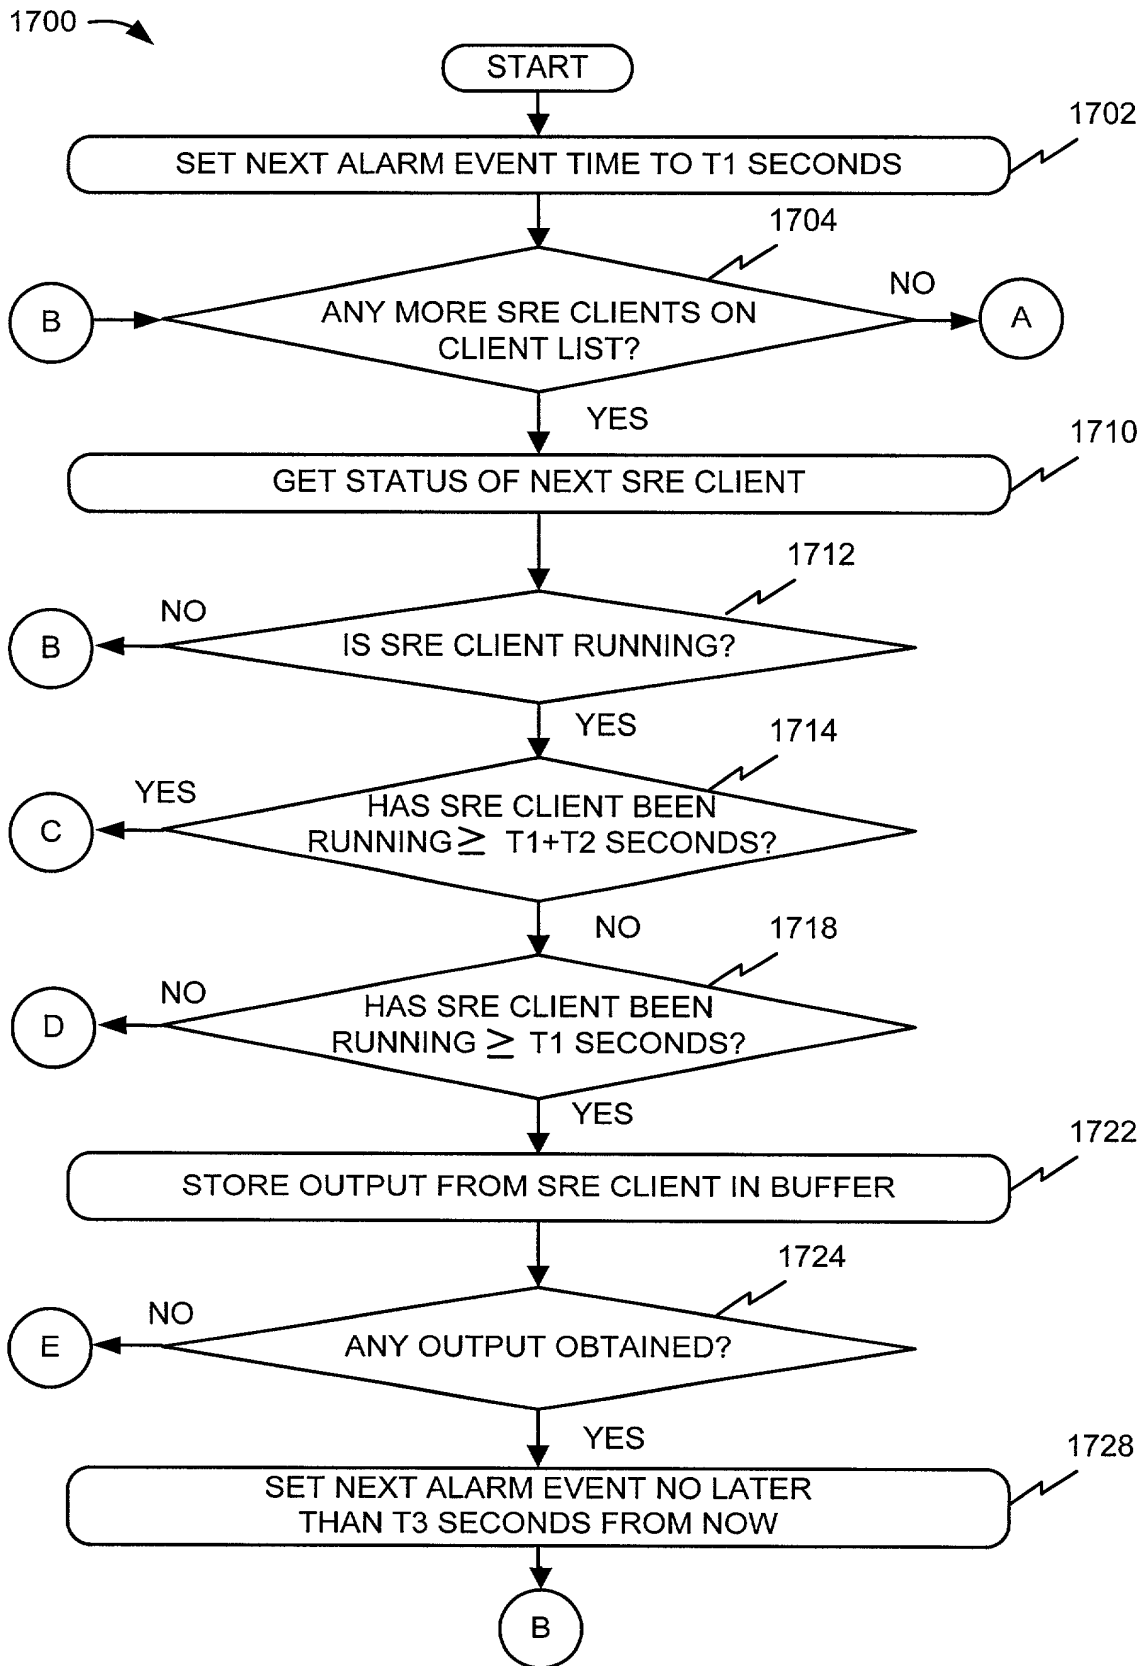 1700
START
1702
SET NEXT ALARM EVENT TIME TO T1 SECONDS
1704
NO
B
ANY MORE SRE CLIENTS ON
CLIENT LIST?
A
YES
1710
GET STATUS OF NEXT SRE CLIENT
1712
NO
B
IS SRE CLIENT RUNNING?
YES
1714
YES
C
HAS SRE CLIENT BEEN
RUNNING ≥ T1+T2 SECONDS?
NO
1718
NO
D
HAS SRE CLIENT BEEN
RUNNING ≥ T1 SECONDS?
YES
1722
STORE OUTPUT FROM SRE CLIENT IN BUFFER
1724
NO
E
ANY OUTPUT OBTAINED?
YES
1728
SET NEXT ALARM EVENT NO LATER
THAN T3 SECONDS FROM NOW
B